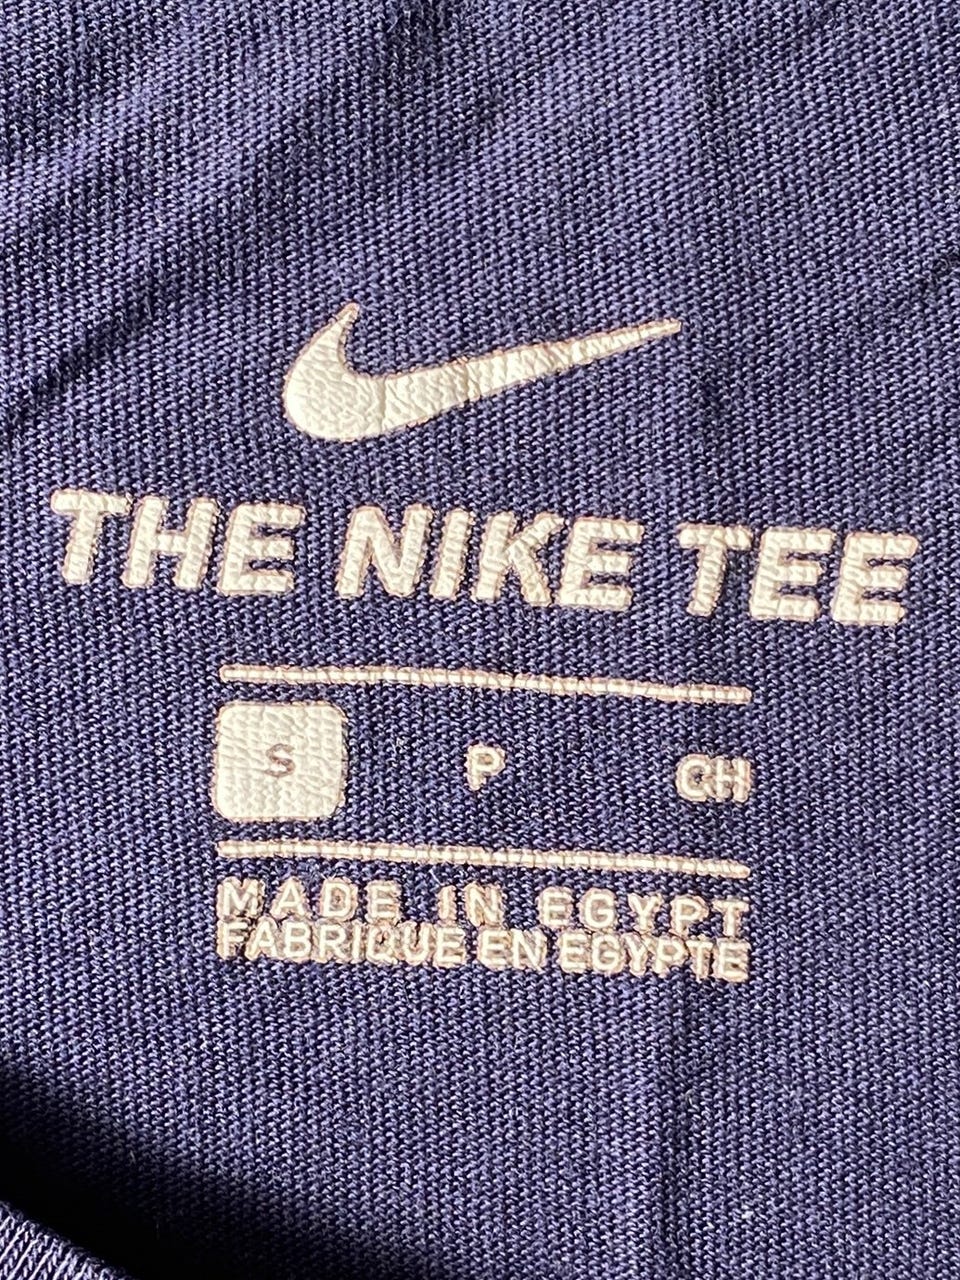 THE NIKE TEE
S P CH
MADE IN EGYPT
FABRIQUE EN EGYPTE